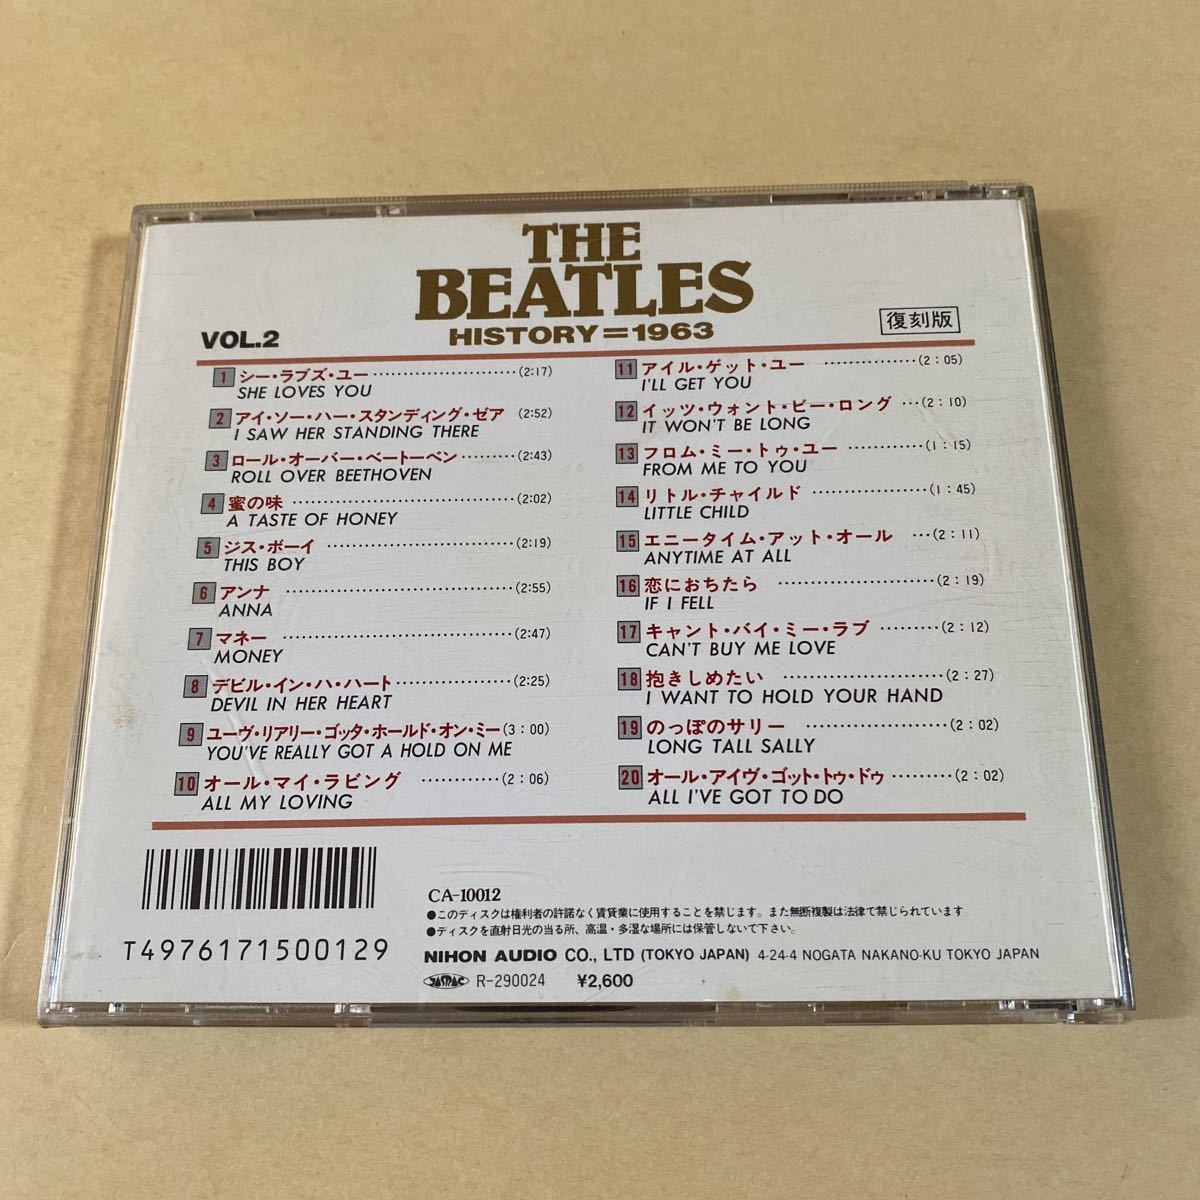 THE
BEATLES
HISTORY=1963
VOL.2
復刻版
1 シー・ラブズ・ユー ························ (2:17)
SHE LOVES YOU
2 アイ・ソー・ハー・スタンディング・ゼア (2:52)
I SAW HER STANDING THERE
3 ロール・オーバー・ベートーベン ········· (2:43)
ROLL OVER BEETHOVEN
4 蜜の味 ····································· (2:02)
A TASTE OF HONEY
5 ジス・ボーイ ······························ (2:19)
THIS BOY
6 アンナ ····································· (2:55)
ANNA
7 マネー ····································· (2:47)
MONEY
8 デビル・イン・ハ・ハート ················ (2:25)
DEVIL IN HER HEART
9 ユーヴ・リアリー・ゴッタ・ホールド・オン・ミー (3:00)
YOU'VE REALLY GOT A HOLD ON ME
10 オール・マイ・ラビング ············ (2:06)
ALL MY LOVING
11 アイル・ゲット・ユー ··············· (2:05)
I'LL GET YOU
12 イッツ・ウォント・ビー・ロング ··· (2:10)
IT WON'T BE LONG
13 フロム・ミー・トゥ・ユー ············ (1:15)
FROM ME TO YOU
14 リトル・チャイルド ·················· (1:45)
LITTLE CHILD
15 エニータイム・アット・オール ··· (2:11)
ANYTIME AT ALL
16 恋におちたら ························ (2:19)
IF I FELL
17 キャント・バイ・ミー・ラブ ········· (2:12)
CAN'T BUY ME LOVE
18 抱きしめたい ························ (2:27)
I WANT TO HOLD YOUR HAND
19 のっぽのサリー ····················· (2:02)
LONG TALL SALLY
20 オール・アイヴ・ゴット・トゥ・ドゥ ········· (2:02)
ALL I'VE GOT TO DO
T4976171500129
CA-10012
●このディスクは権利者の許諾なく賃貸業に使用することを禁じます。また無断複製は法律で禁じられています
●ディスクを直射日光の当る所、高温・多湿な場所には保管しないで下さい。
NIHON AUDIO CO., LTD (TOKYO JAPAN) 4-24-4 NOGATA NAKANO-KU TOKYO JAPAN
JASRAC R-290024 ¥2,600